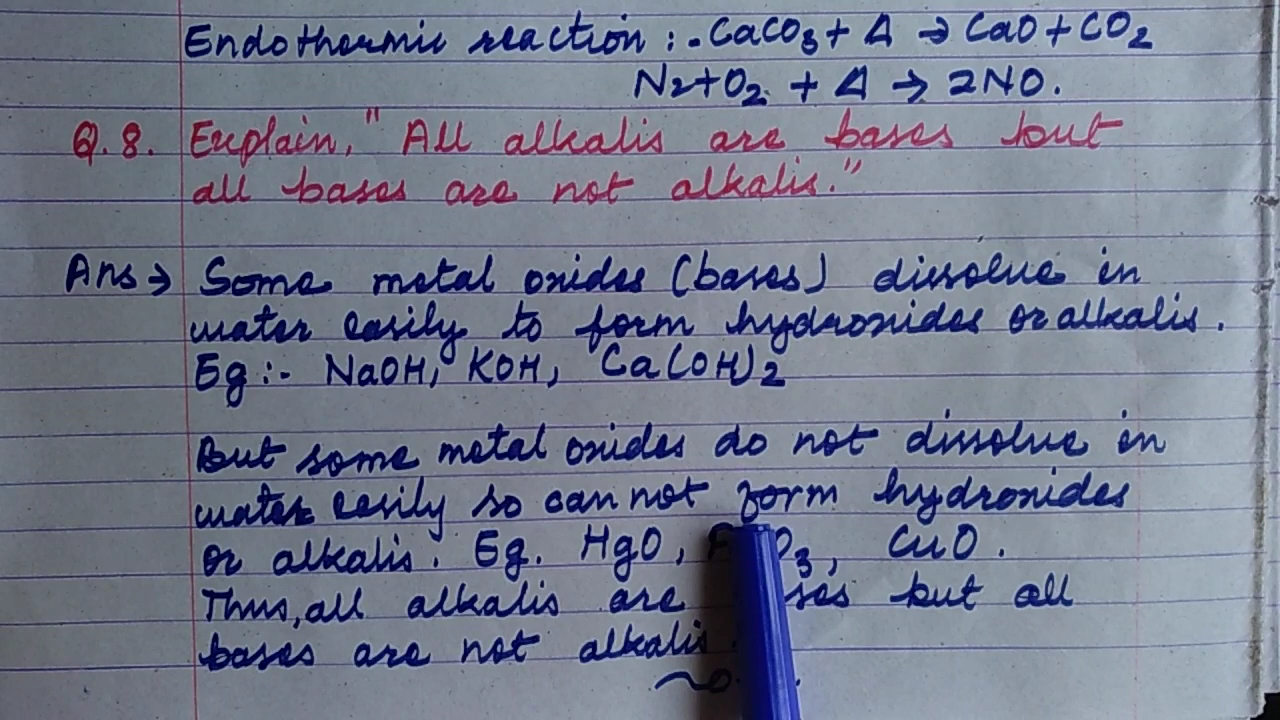 Endothermic reaction :- CaCO3 + Δ → CaO + CO2
N2 + O2 + Δ → 2NO.
Q.8. Explain, "All alkalis are bases but
all bases are not alkalis."
Ans → Some metal oxides (bases) dissolve in
water easily to form hydroxides or alkalis.
Eg :- NaOH, KOH, Ca(OH)2
But some metal oxides do not dissolve in
water easily so can not form hydroxides
or alkalis. Eg. HgO, O3, CuO.
Thus, all alkalis are but all
bases are not alkalis